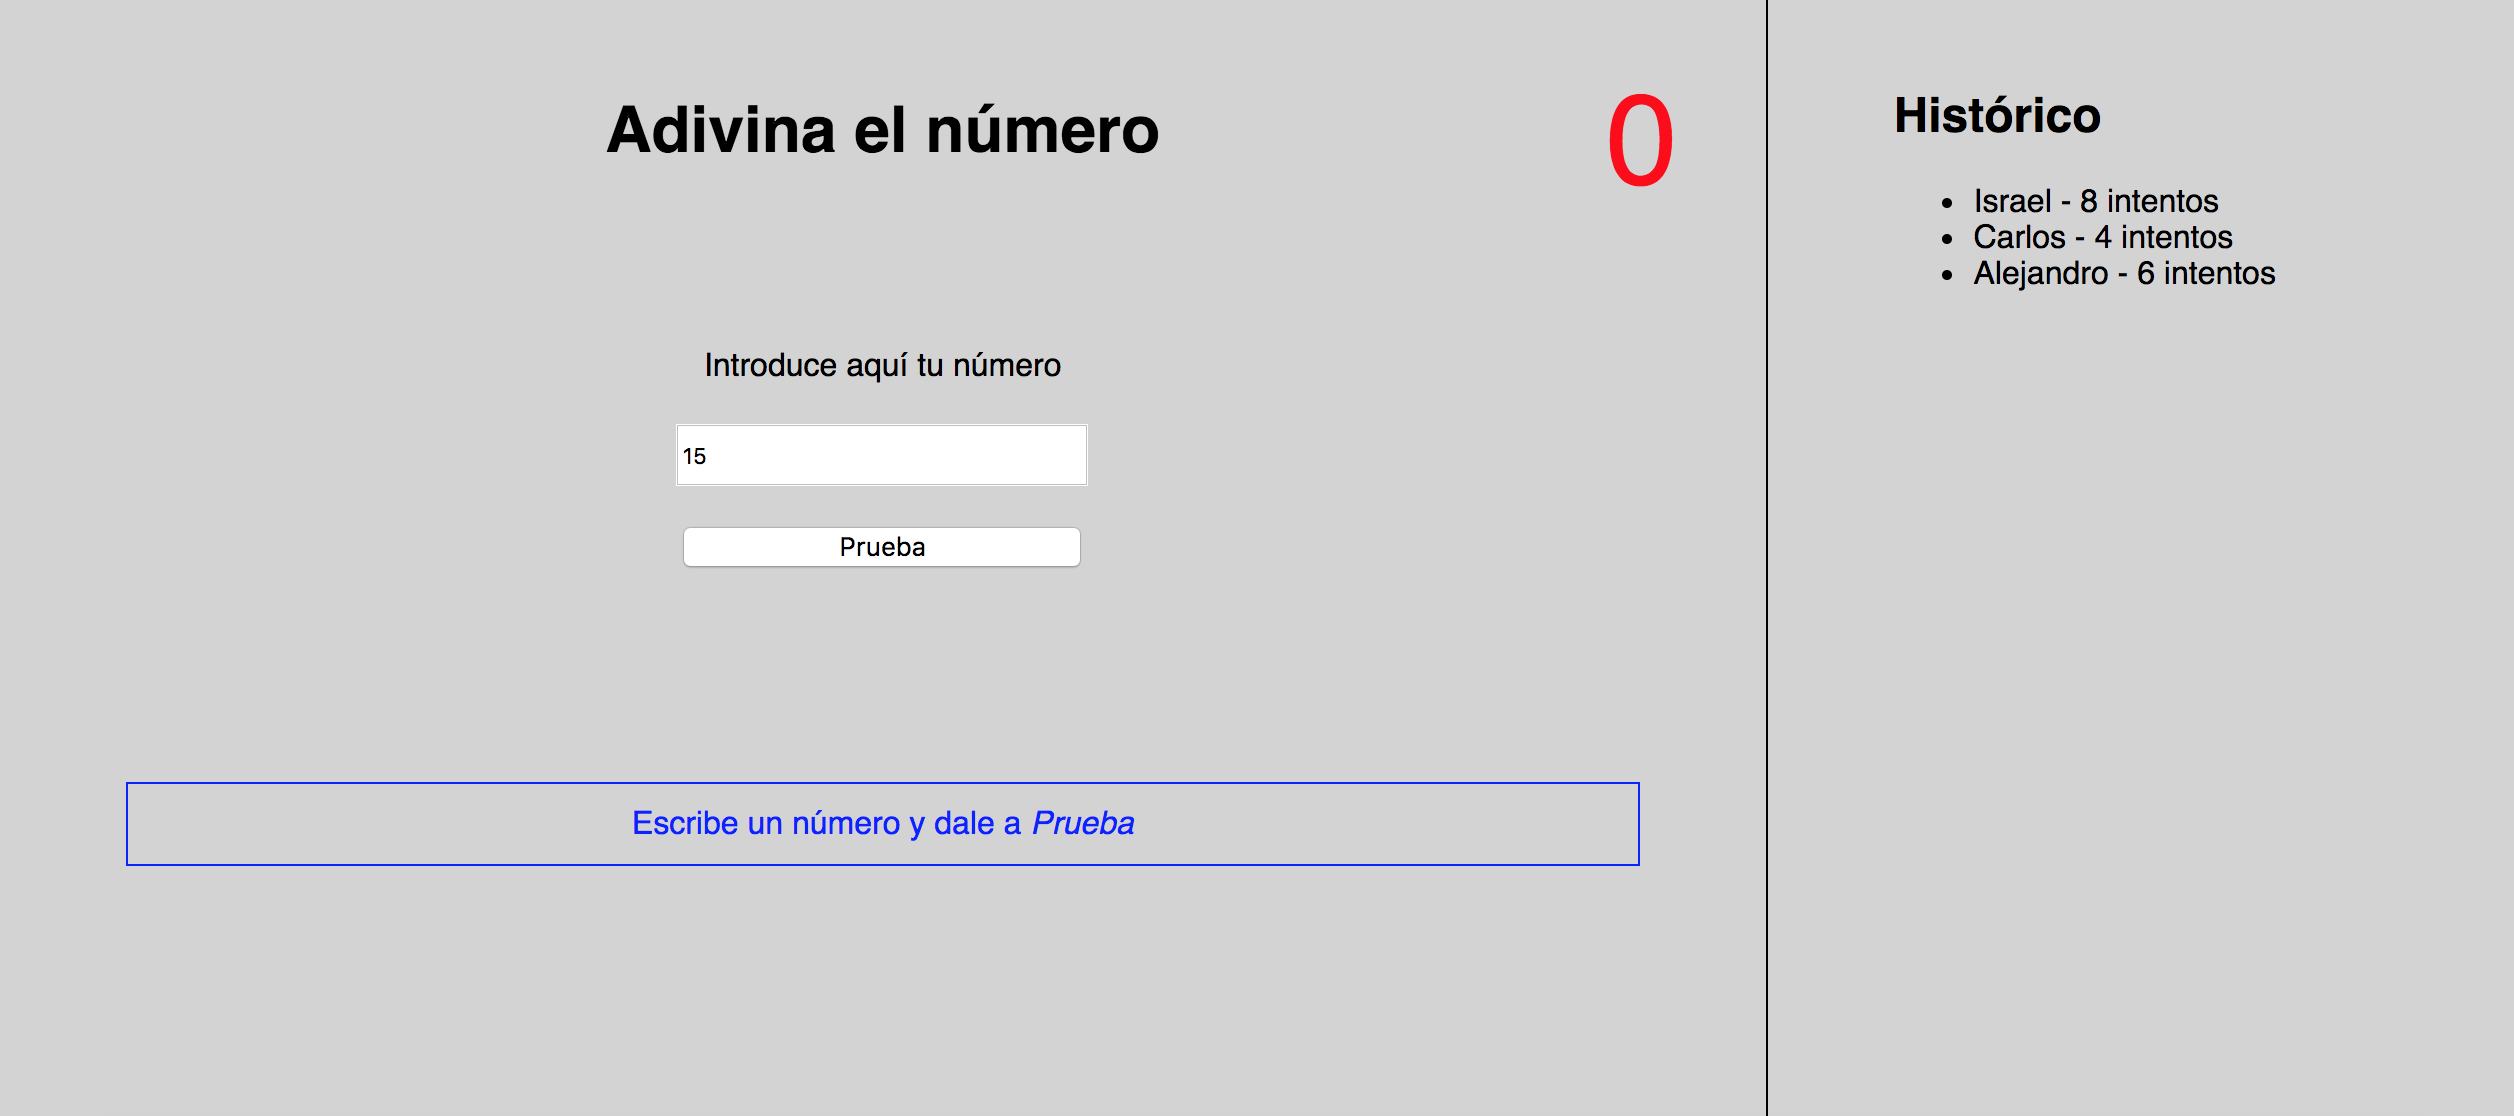 Adivina el número
0
Introduce aquí tu número
15
Prueba
Escribe un número y dale a Prueba
Histórico
Israel - 8 intentos
Carlos - 4 intentos
Alejandro - 6 intentos